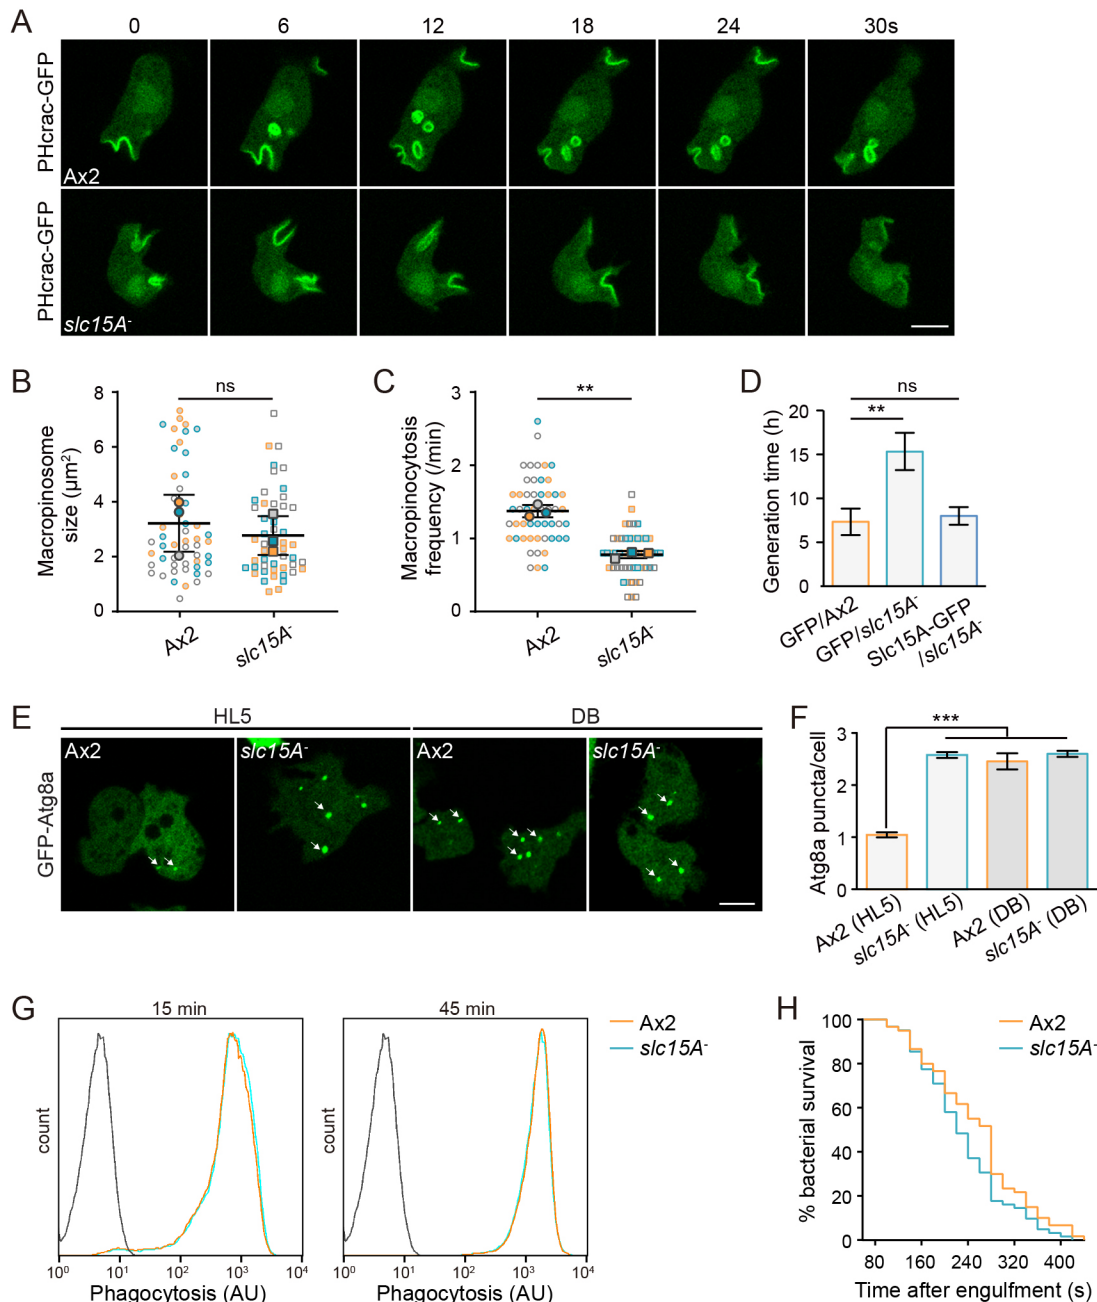 A
0 6 12 18 24 30s
PHcrac-GFP
Ax2
PHcrac-GFP
slc15A-
B
ns
Macropinosome
size (μm²)
8
6
4
2
0
Ax2
slc15A-
C
**
Macropinocytosis
frequency (/min)
3
2
1
0
Ax2
slc15A-
D
ns
**
Generation time (h)
20
15
10
5
0
GFP/Ax2
GFP/slc15A-
Slc15A-GFP
/slc15A-
E
HL5 DB
GFP-Atg8a
Ax2 slc15A- Ax2 slc15A-
F
***
Atg8a puncta/cell
3
2
1
0
Ax2 (HL5)
slc15A- (HL5)
Ax2 (DB)
slc15A- (DB)
G
15 min
count
10⁰ 10¹ 10² 10³ 10⁴
Phagocytosis (AU)
45 min
count
10⁰ 10¹ 10² 10³ 10⁴
Phagocytosis (AU)
Ax2
slc15A-
H
Ax2
slc15A-
% bacterial survival
100
80
60
40
20
0
80 160 240 320 400
Time after engulfment (s)